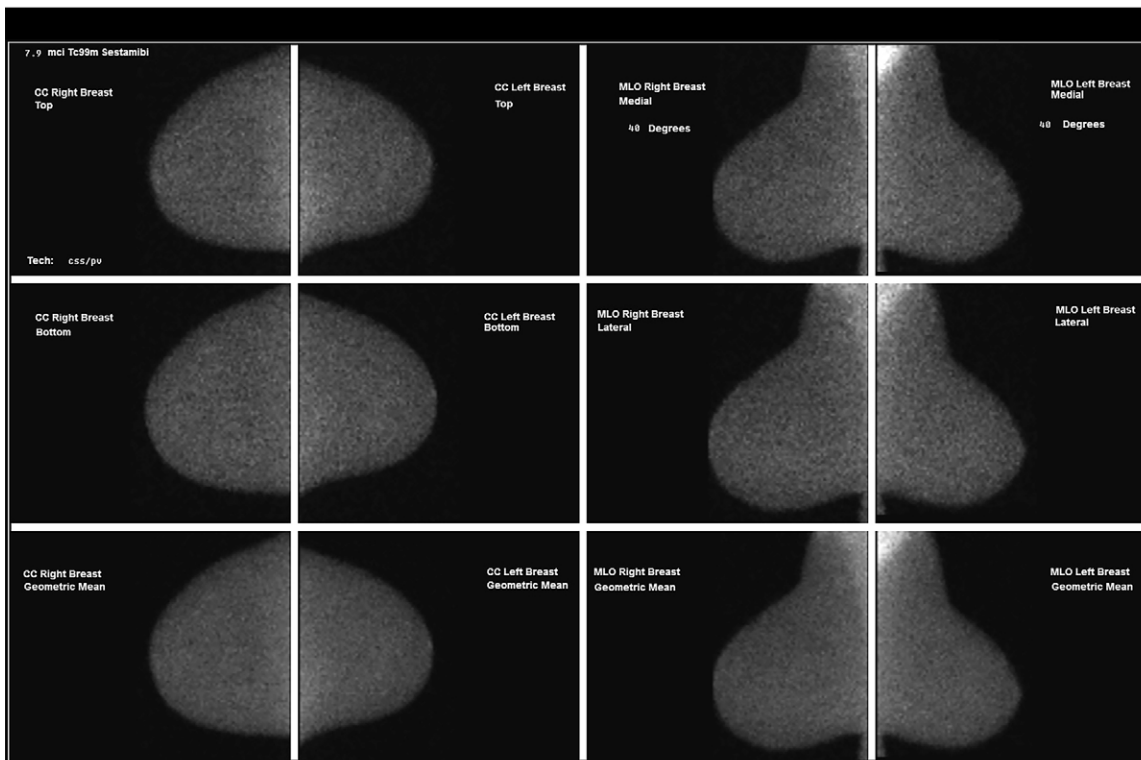 7.9 mci Tc99m Sestamibi
CC Right Breast
Top
CC Left Breast
Top
MLO Right Breast
Medial
40 Degrees
MLO Left Breast
Medial
40 Degrees
Tech: css/pv
CC Right Breast
Bottom
CC Left Breast
Bottom
MLO Right Breast
Lateral
MLO Left Breast
Lateral
CC Right Breast
Geometric Mean
CC Left Breast
Geometric Mean
MLO Right Breast
Geometric Mean
MLO Left Breast
Geometric Mean